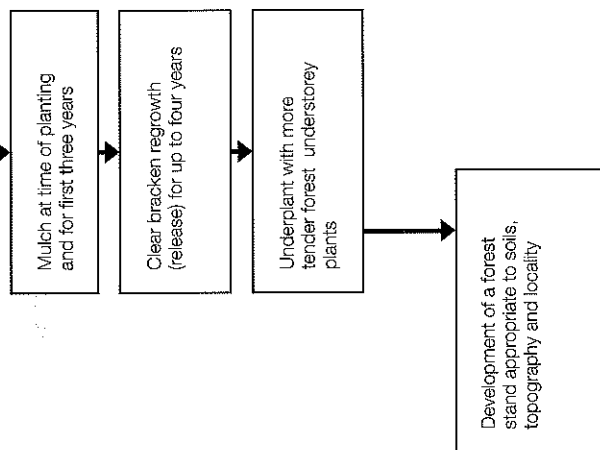 Mulch at time of planting
and for first three years
Clear bracken regrowth
(release) for up to four years
Underplant with more
tender forest understorey
plants
Development of a forest
stand appropriate to soils,
topography and locality